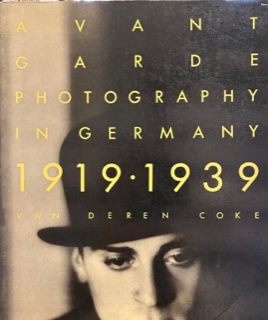 AVANT
GARDE
PHOTOGRAPHY
IN GERMANY
1919·1939
VAN DEREN COKE